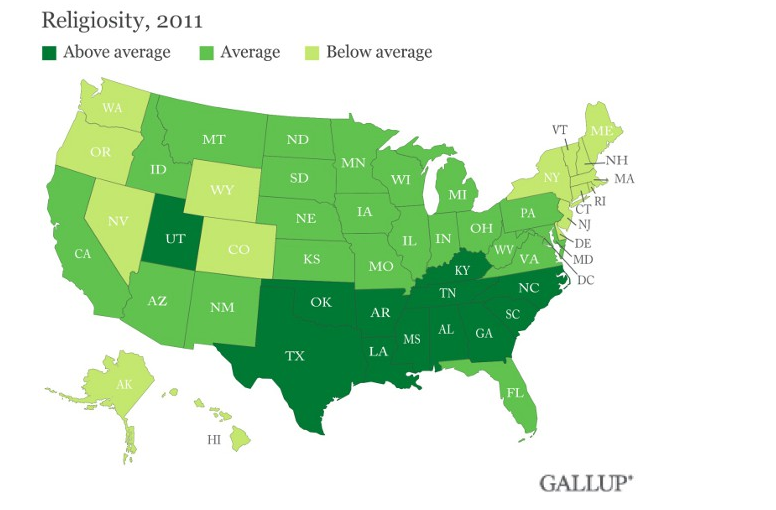 Religiosity, 2011
Above average
Average
Below average
WA
MT
ND
MN
VT
ME
OR
ID
SD
WI
MI
NH
MA
NY
WY
NV
UT
CO
NE
IA
IL
IN
OH
PA
RI
CT
NJ
DE
MD
DC
CA
KS
MO
WV
VA
KY
AZ
NM
OK
AR
TN
NC
SC
TX
LA
MS
AL
GA
FL
AK
HI
GALLUP®